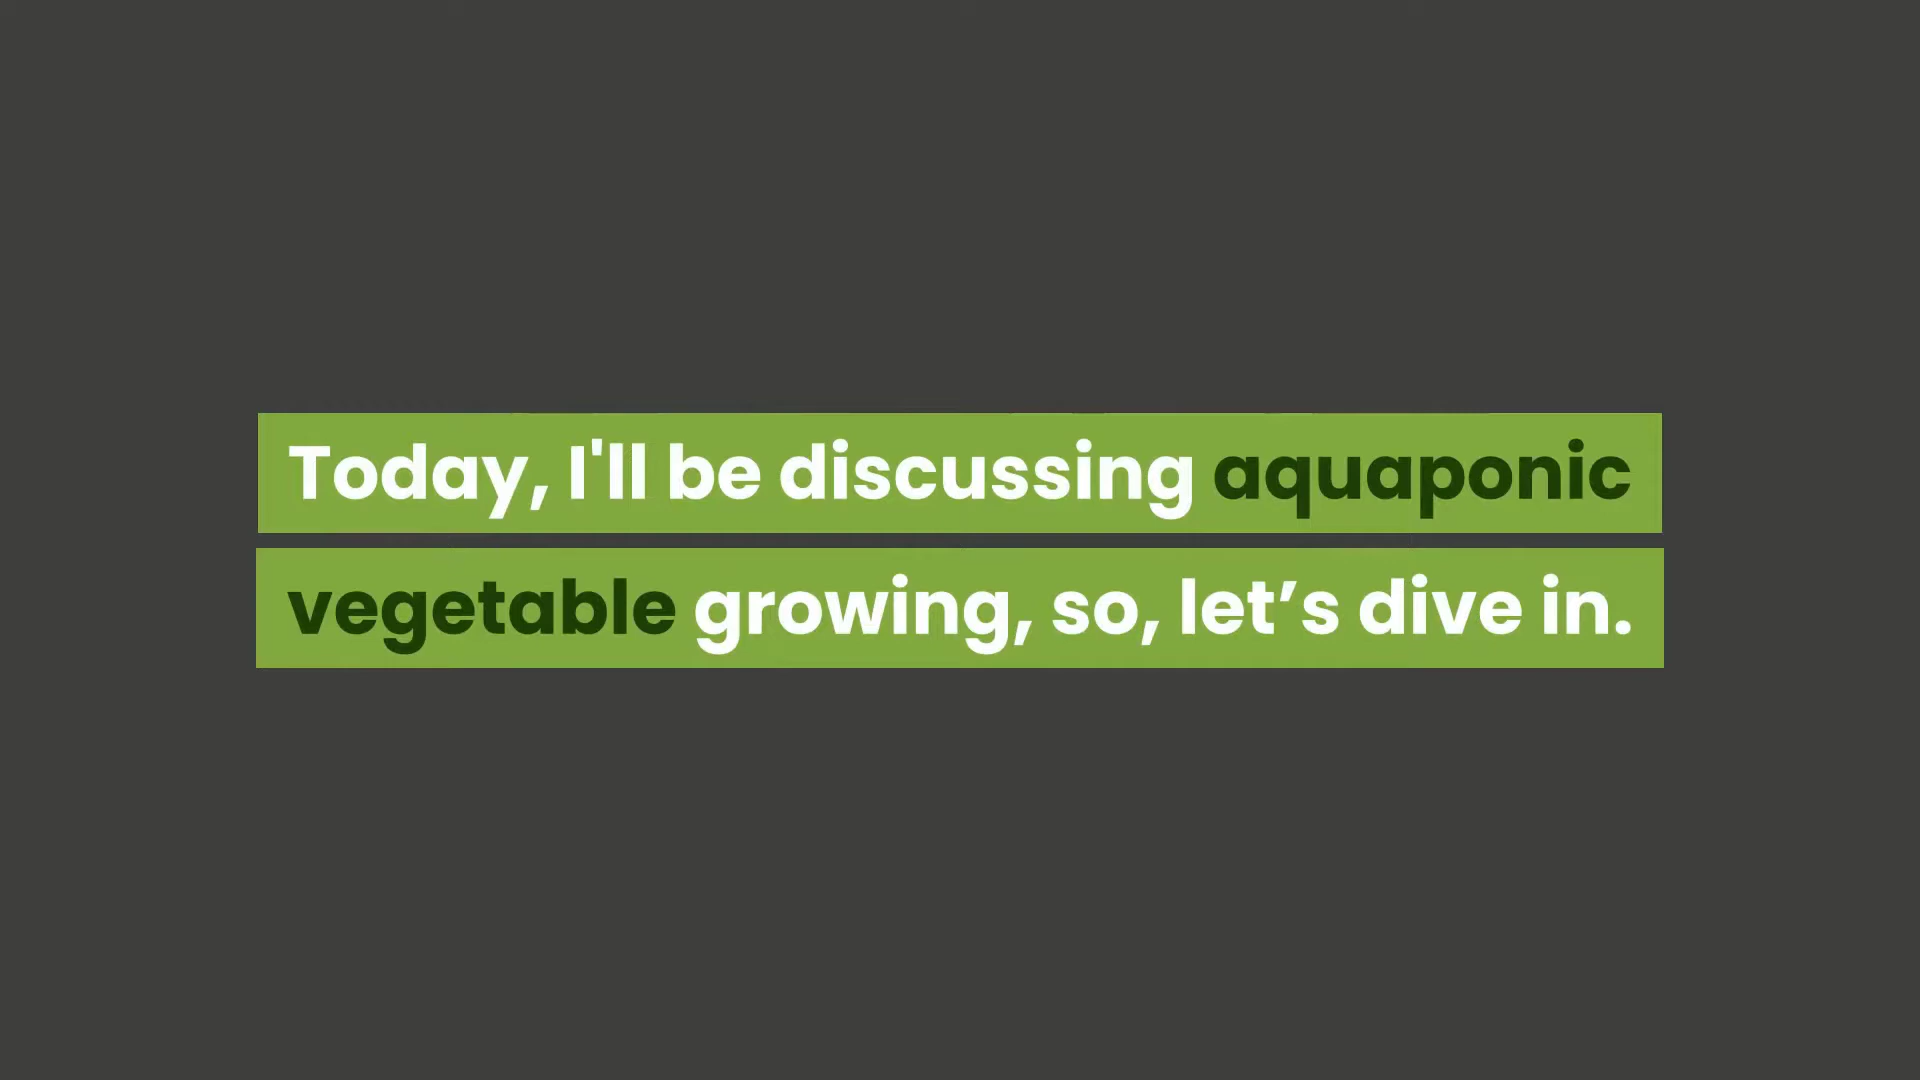 Today, I'll be discussing aquaponic
vegetable growing, so, let’s dive in.